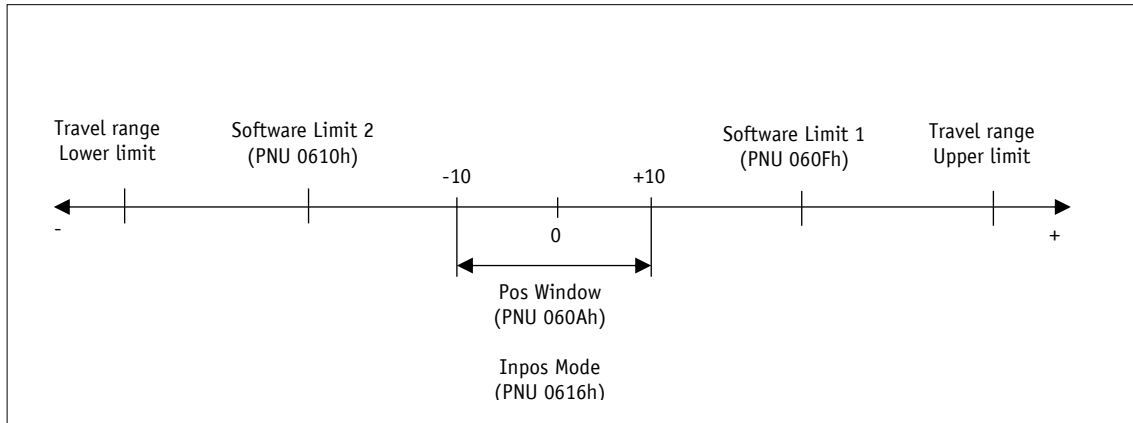 Travel range
Lower limit
Software Limit 2
(PNU 0610h)
Software Limit 1
(PNU 060Fh)
Travel range
Upper limit
-10
+10
-
0
+
Pos Window
(PNU 060Ah)
Inpos Mode
(PNU 0616h)